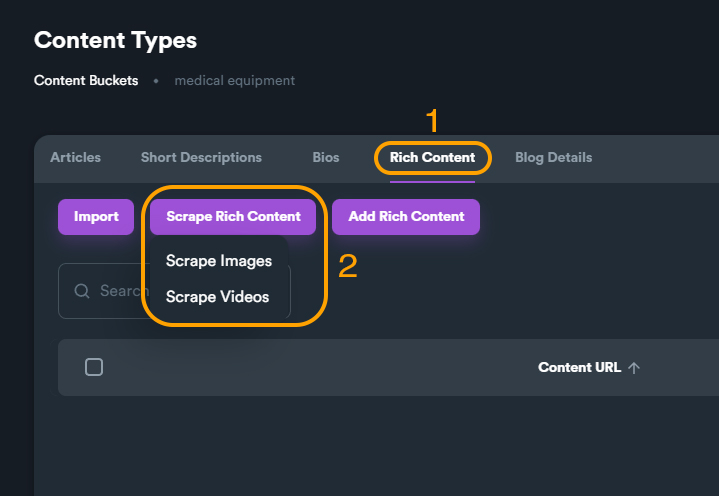 Content Types
Content Buckets • medical equipment
1
Articles Short Descriptions Bios Rich Content Blog Details
Import Scrape Rich Content Add Rich Content
Scrape Images
2
Search
Scrape Videos
Content URL ↑